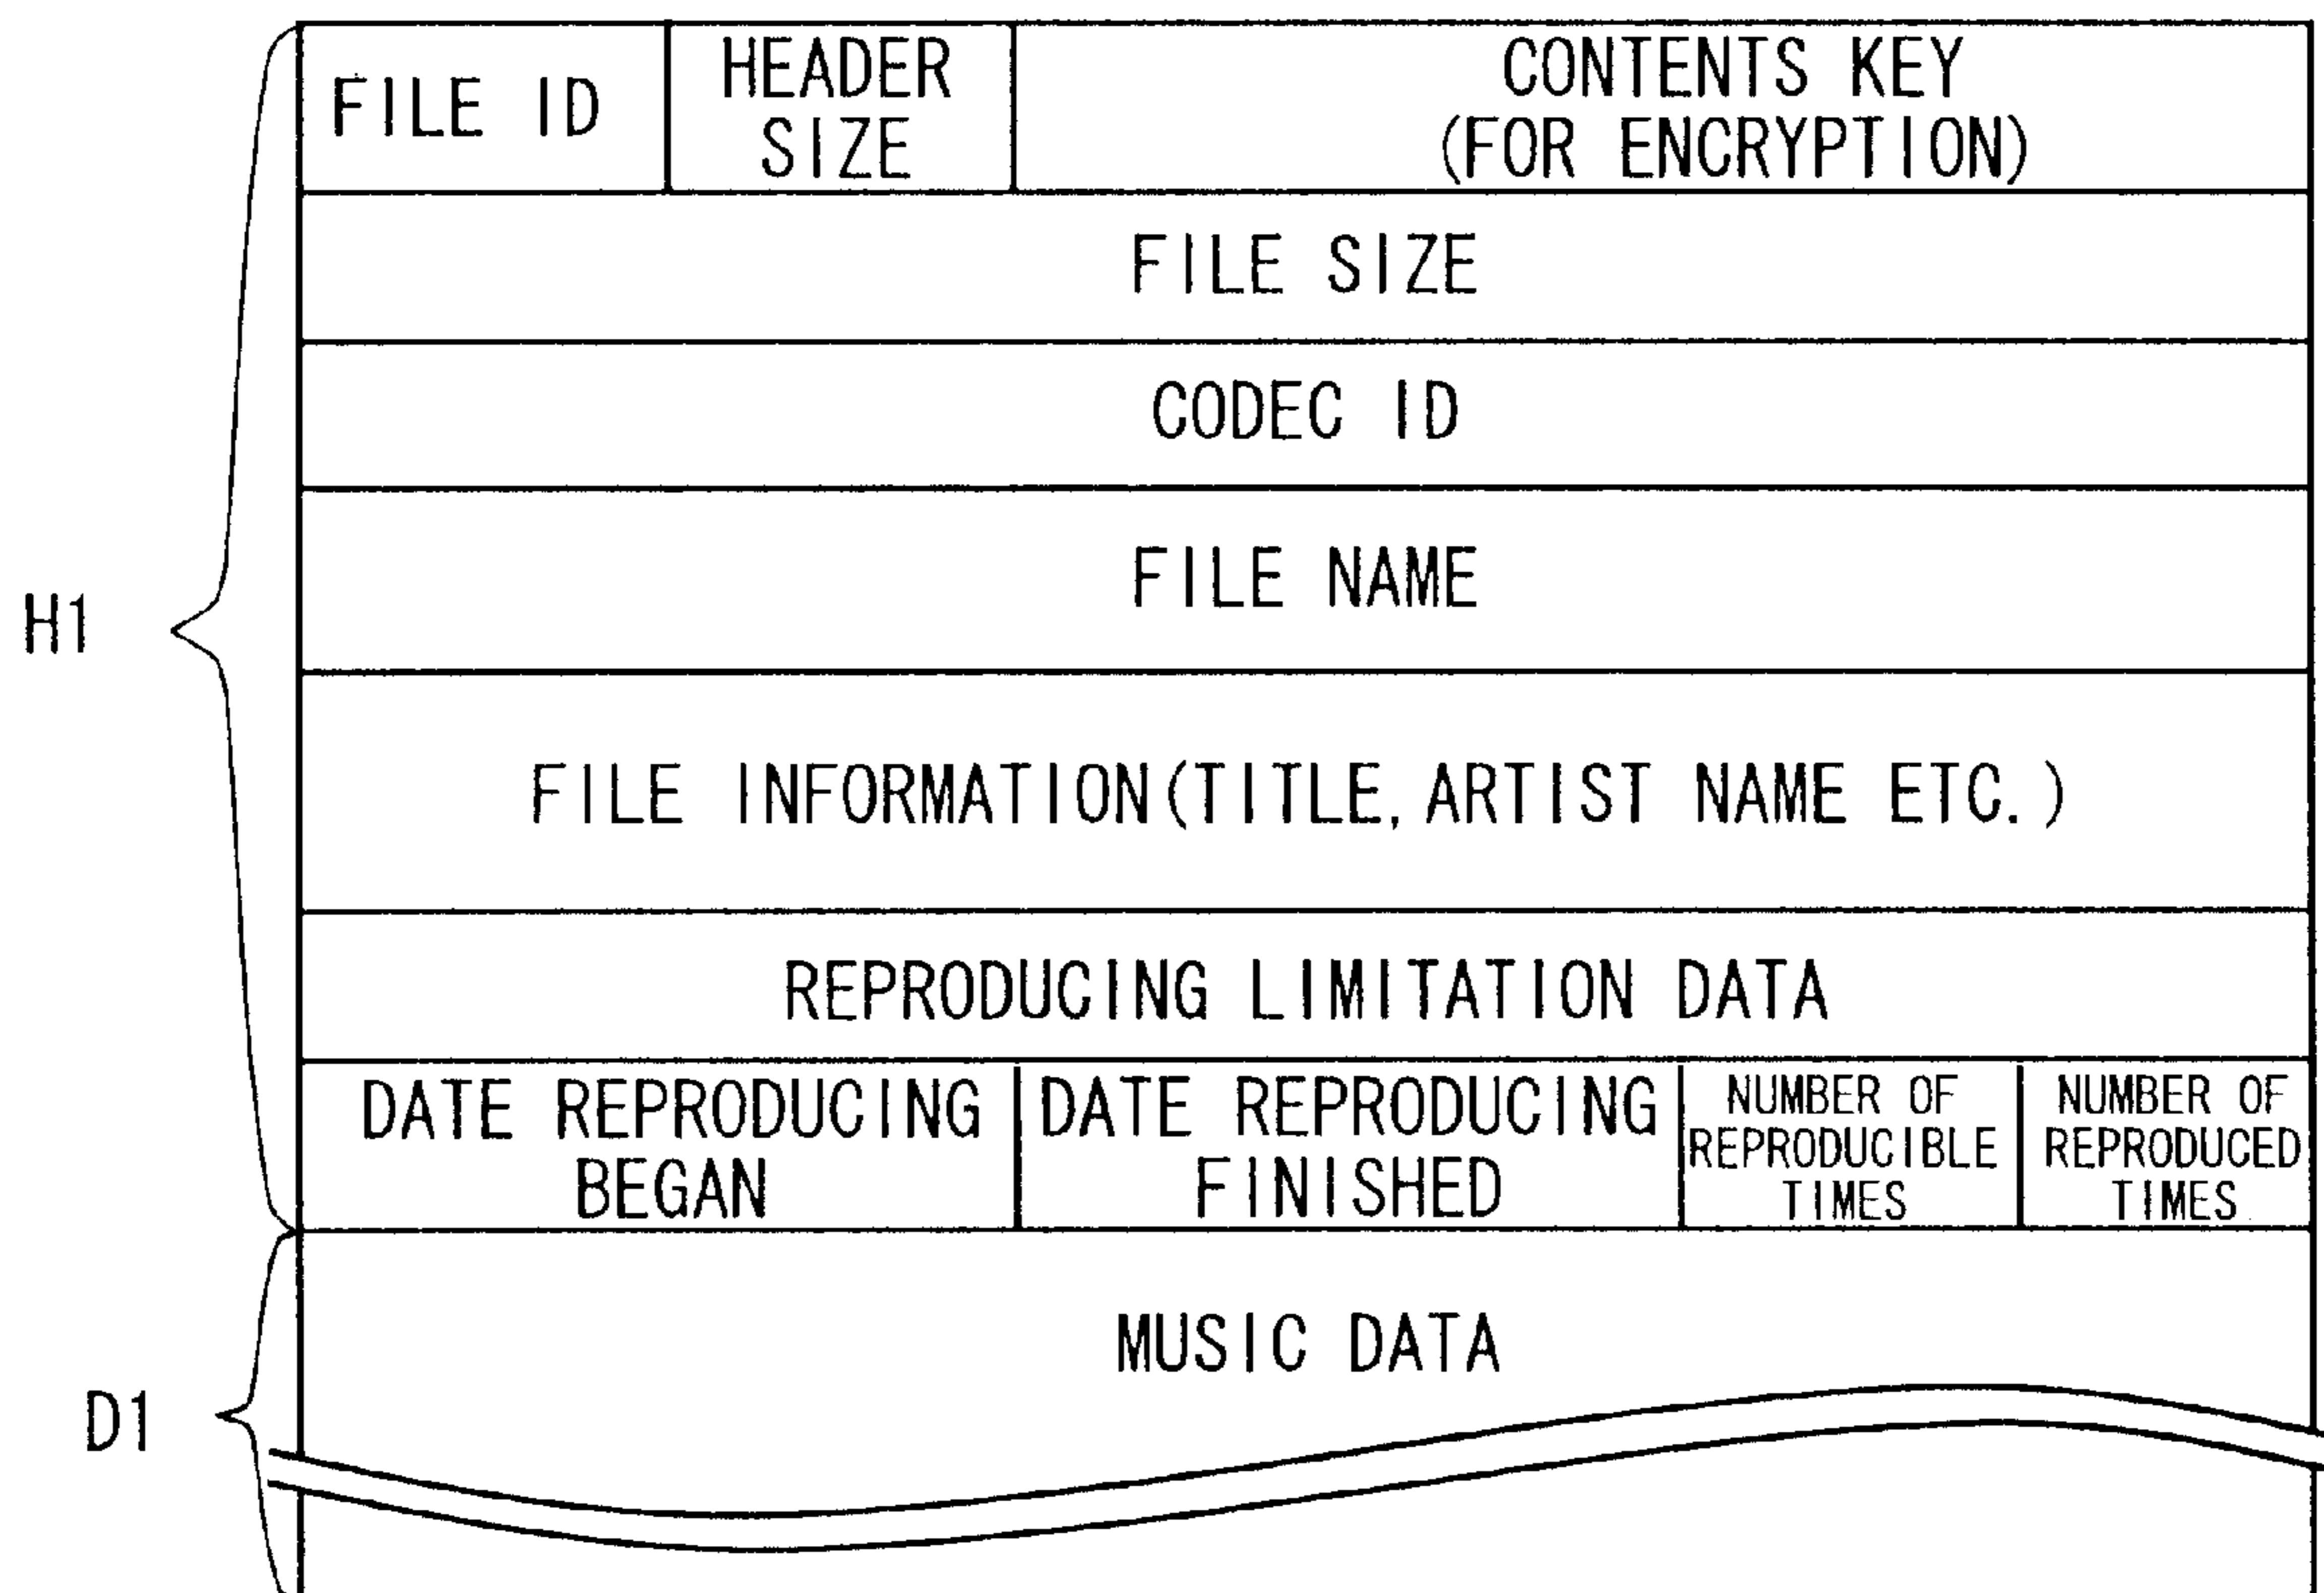 FILE ID
HEADER
SIZE
CONTENTS KEY
(FOR ENCRYPTION)
FILE SIZE
CODEC ID
FILE NAME
H1
FILE INFORMATION(TITLE, ARTIST NAME ETC.)
REPRODUCING LIMITATION DATA
DATE REPRODUCING
BEGAN
DATE REPRODUCING
FINISHED
NUMBER OF
REPRODUCIBLE
TIMES
NUMBER OF
REPRODUCED
TIMES
MUSIC DATA
D1